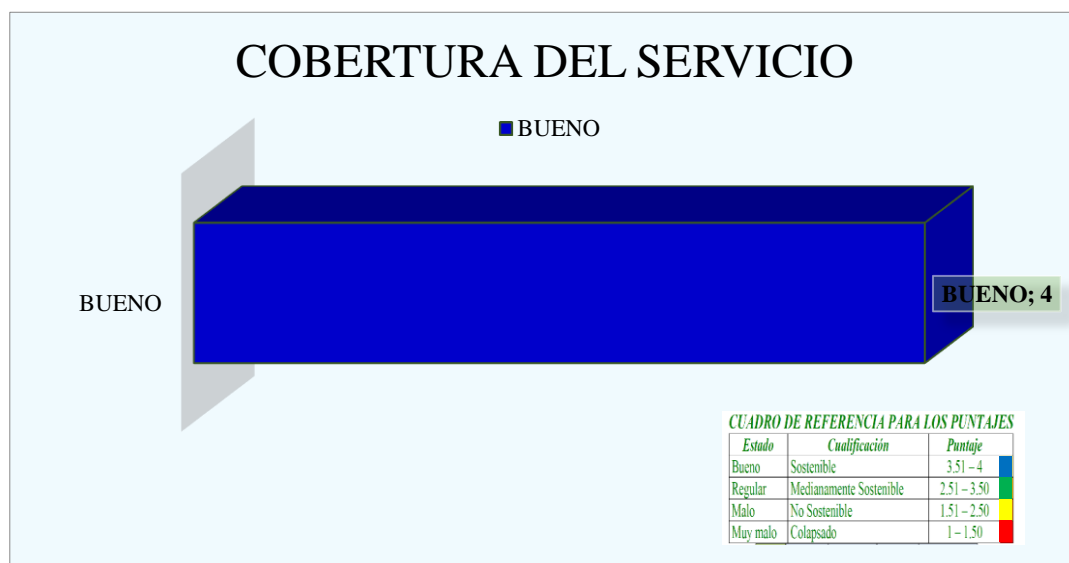 COBERTURA DEL SERVICIO
BUENO
BUENO
BUENO; 4
CUADRO DE REFERENCIA PARA LOS PUNTAJES
Estado Cualificación Puntaje
Bueno Sostenible 3.51 – 4
Regular Medianamente Sostenible 2.51 – 3.50
Malo No Sostenible 1.51 – 2.50
Muy malo Colapsado 1 – 1.50